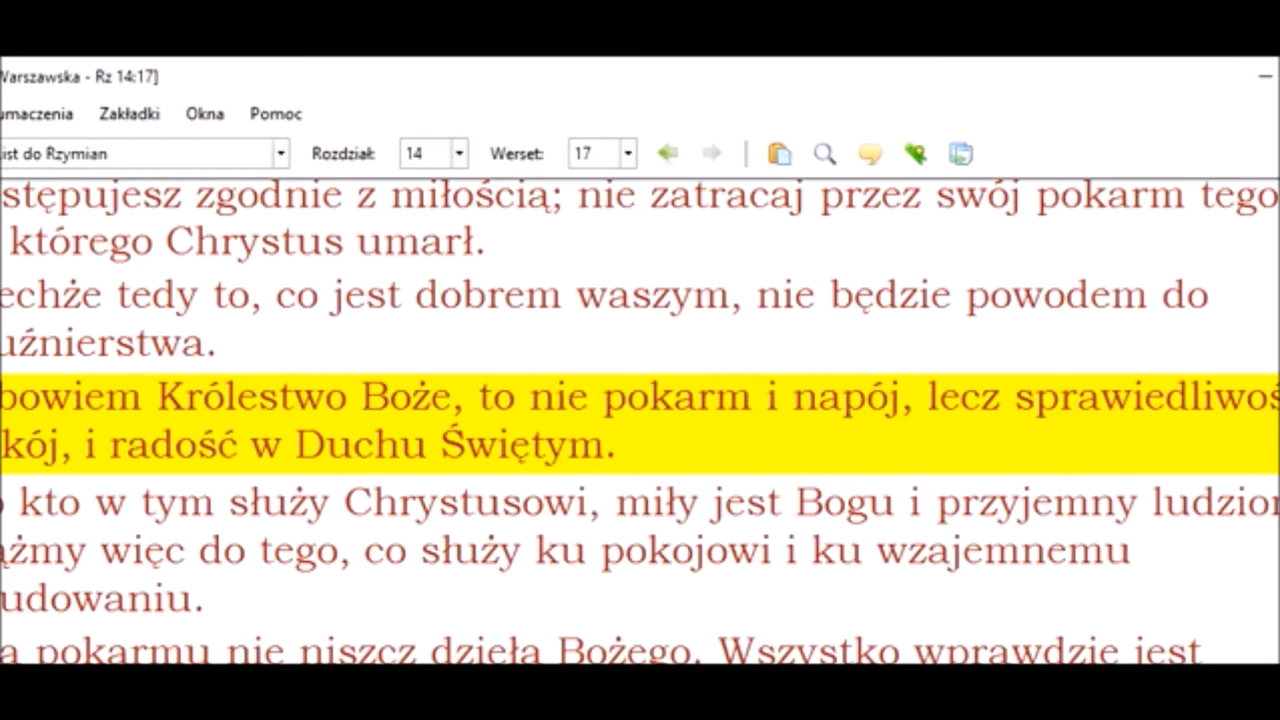 Warszawska - Rz 14:17]
umaczenia Zakładki Okna Pomoc
ist do Rzymian Rozdział: 14 Werset: 17
stępujesz zgodnie z miłością; nie zatracaj przez swój pokarm tego
którego Chrystus umarł.
echże tedy to, co jest dobrem waszym, nie będzie powodem do
uźnierstwa.
bowiem Królestwo Boże, to nie pokarm i napój, lecz sprawiedliwoś
kój, i radość w Duchu Świętym.
o kto w tym służy Chrystusowi, miły jest Bogu i przyjemny ludzion
ążmy więc do tego, co służy ku pokojowi i ku wzajemnemu
udowaniu.
a pokarmu nie niszcz dzieła Bożego. Wszystko wprawdzie jest